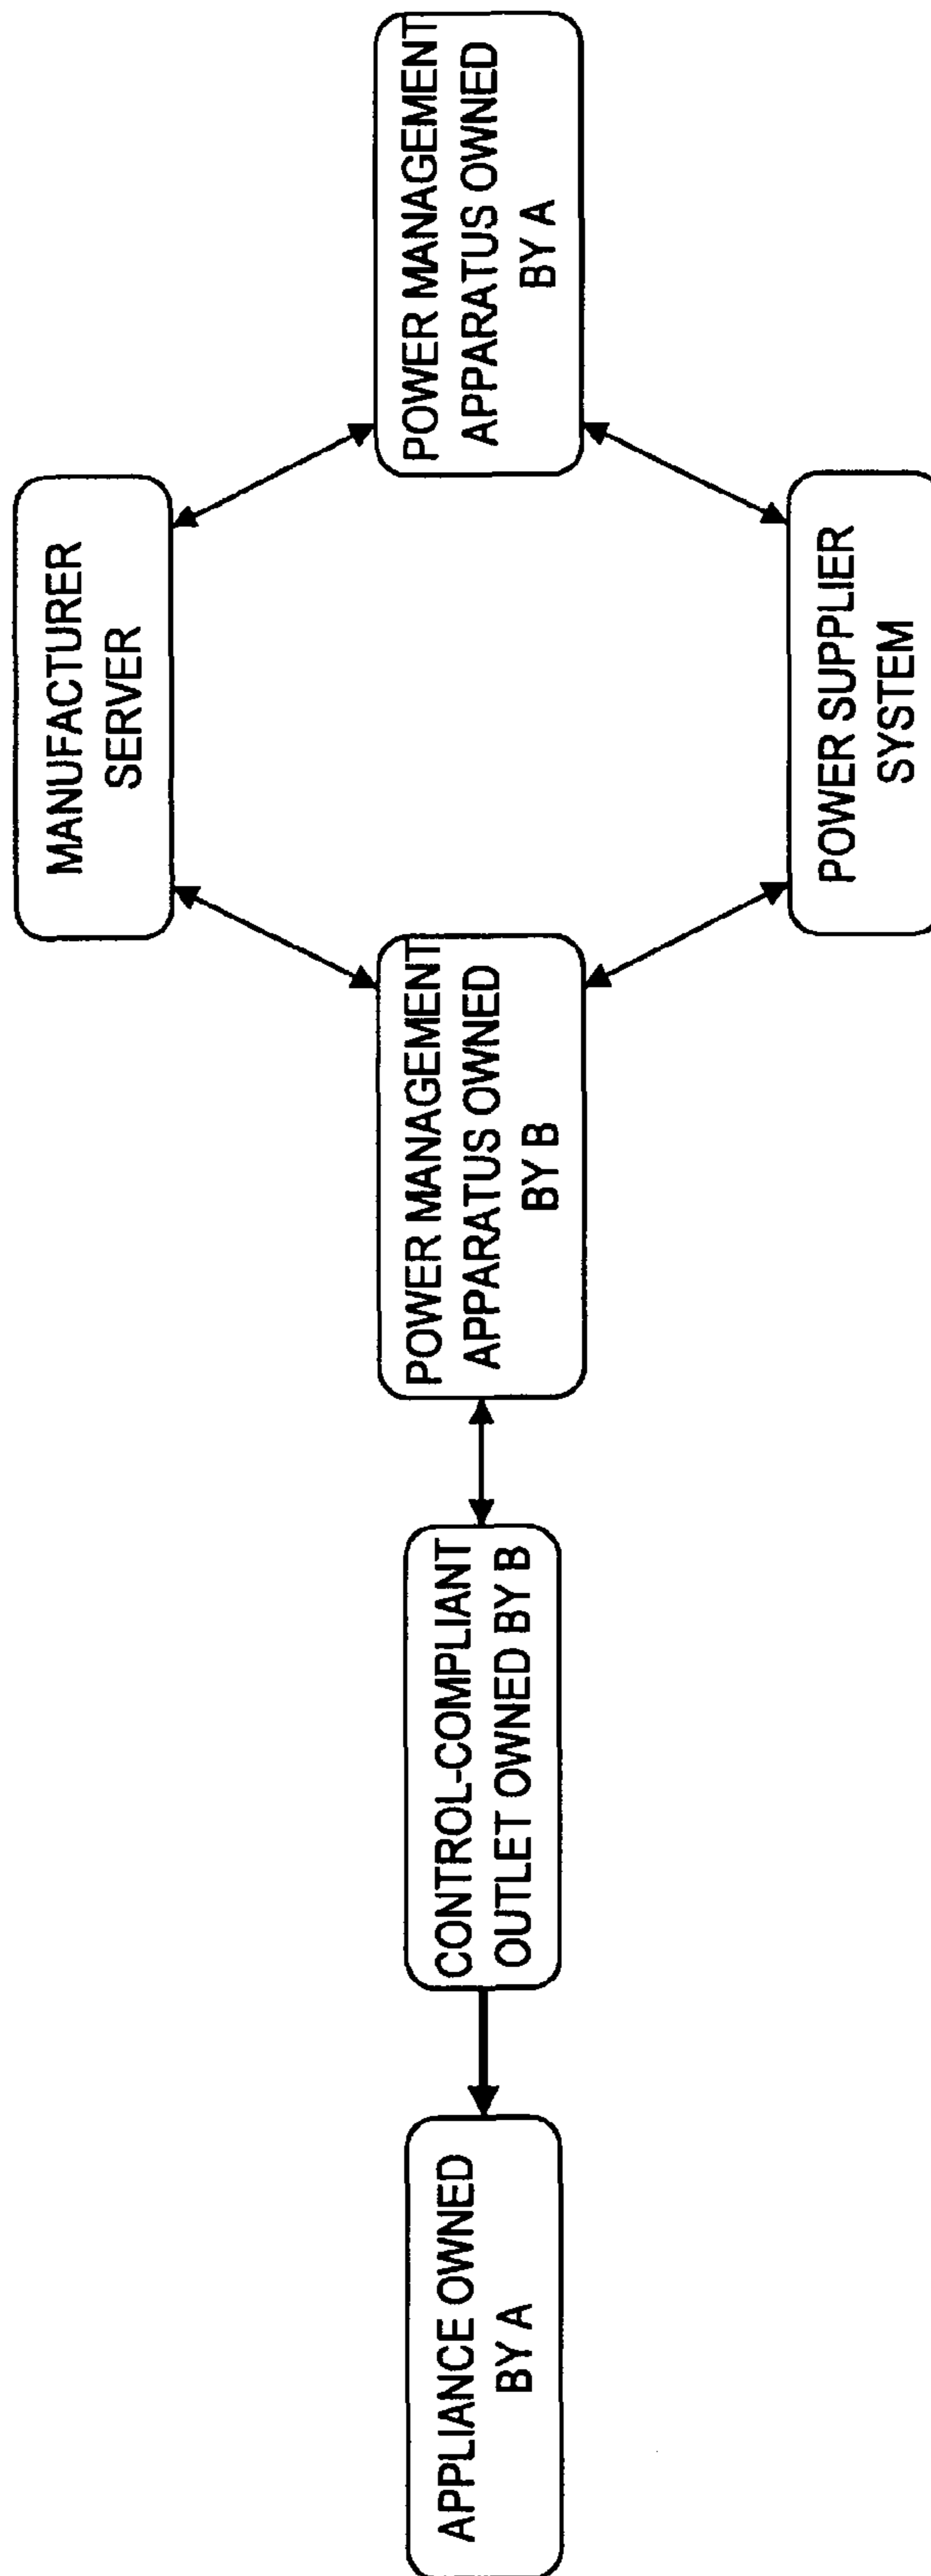 APPLIANCE OWNED
BY A
CONTROL-COMPLIANT
OUTLET OWNED BY B
POWER MANAGEMENT
APPARATUS OWNED
BY B
MANUFACTURER
SERVER
POWER SUPPLIER
SYSTEM
POWER MANAGEMENT
APPARATUS OWNED
BY A